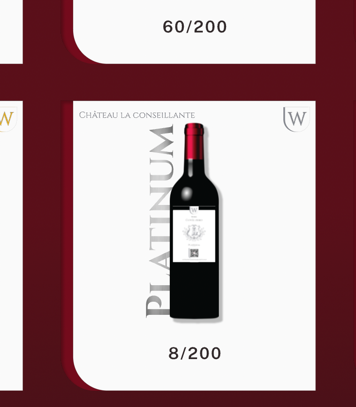 60/200
W
CHÂTEAU LA CONSEILLANTE
W
PLATINUM
8/200